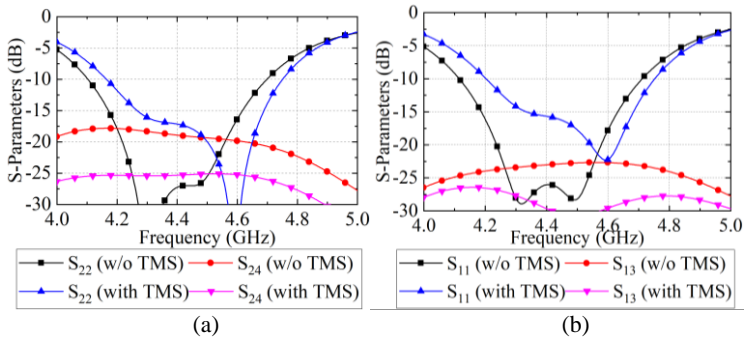 S-Parameters (dB)
-5
-10
-15
-20
-25
-30
4.0 4.2 4.4 4.6 4.8 5.0
Frequency (GHz)
S22 (w/o TMS) S24 (w/o TMS)
S22 (with TMS) S24 (with TMS)
(a)
S-Parameters (dB)
0
-5
-10
-15
-20
-25
-30
4.0 4.2 4.4 4.6 4.8 5.0
Frequency (GHz)
S11 (w/o TMS) S13 (w/o TMS)
S11 (with TMS) S13 (with TMS)
(b)